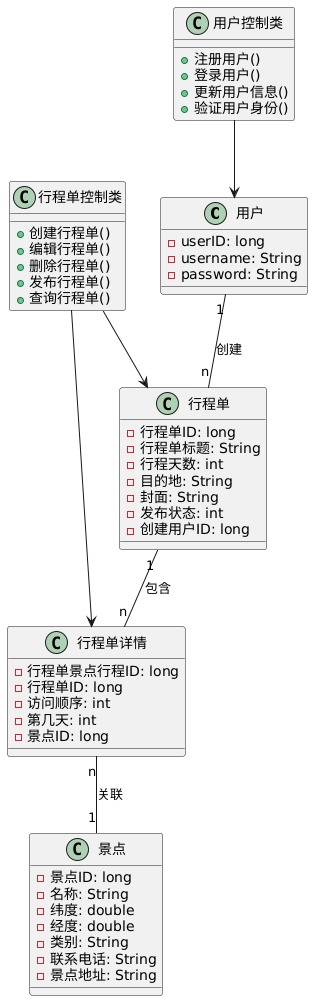 C 用户控制类
注册用户()
登录用户()
更新用户信息()
验证用户身份()
C 行程单控制类
创建行程单()
编辑行程单()
删除行程单()
发布行程单()
查询行程单()
C 用户
userID: long
username: String
password: String
1
创建
n
C 行程单
行程单ID: long
行程单标题: String
行程天数: int
目的地: String
封面: String
发布状态: int
创建用户ID: long
1
包含
n
C 行程单详情
行程单景点行程ID: long
行程单ID: long
访问顺序: int
第几天: int
景点ID: long
n
关联
1
C 景点
景点ID: long
名称: String
纬度: double
经度: double
类别: String
联系电话: String
景点地址: String